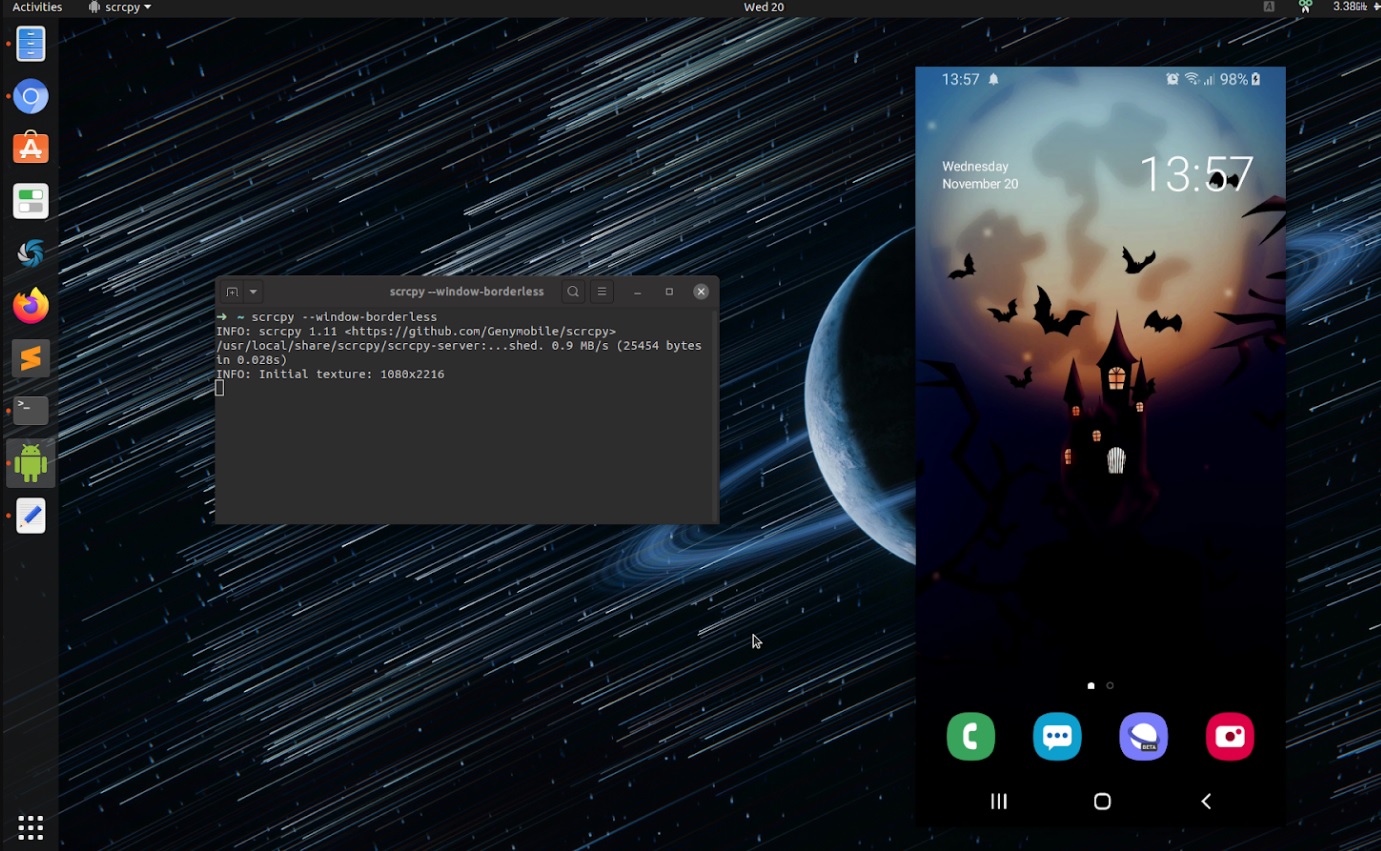 Activities
scrcpy
Wed 20
3.38GHz
scrcpy --window-borderless
➜ ~ scrcpy --window-borderless
INFO: scrcpy 1.11 <https://github.com/Genymobile/scrcpy>
/usr/local/share/scrcpy/scrcpy-server:...shed. 0.9 MB/s (25454 bytes
in 0.028s)
INFO: Initial texture: 1080x2216
13:57
98%
Wednesday
November 20
13:57
BETA